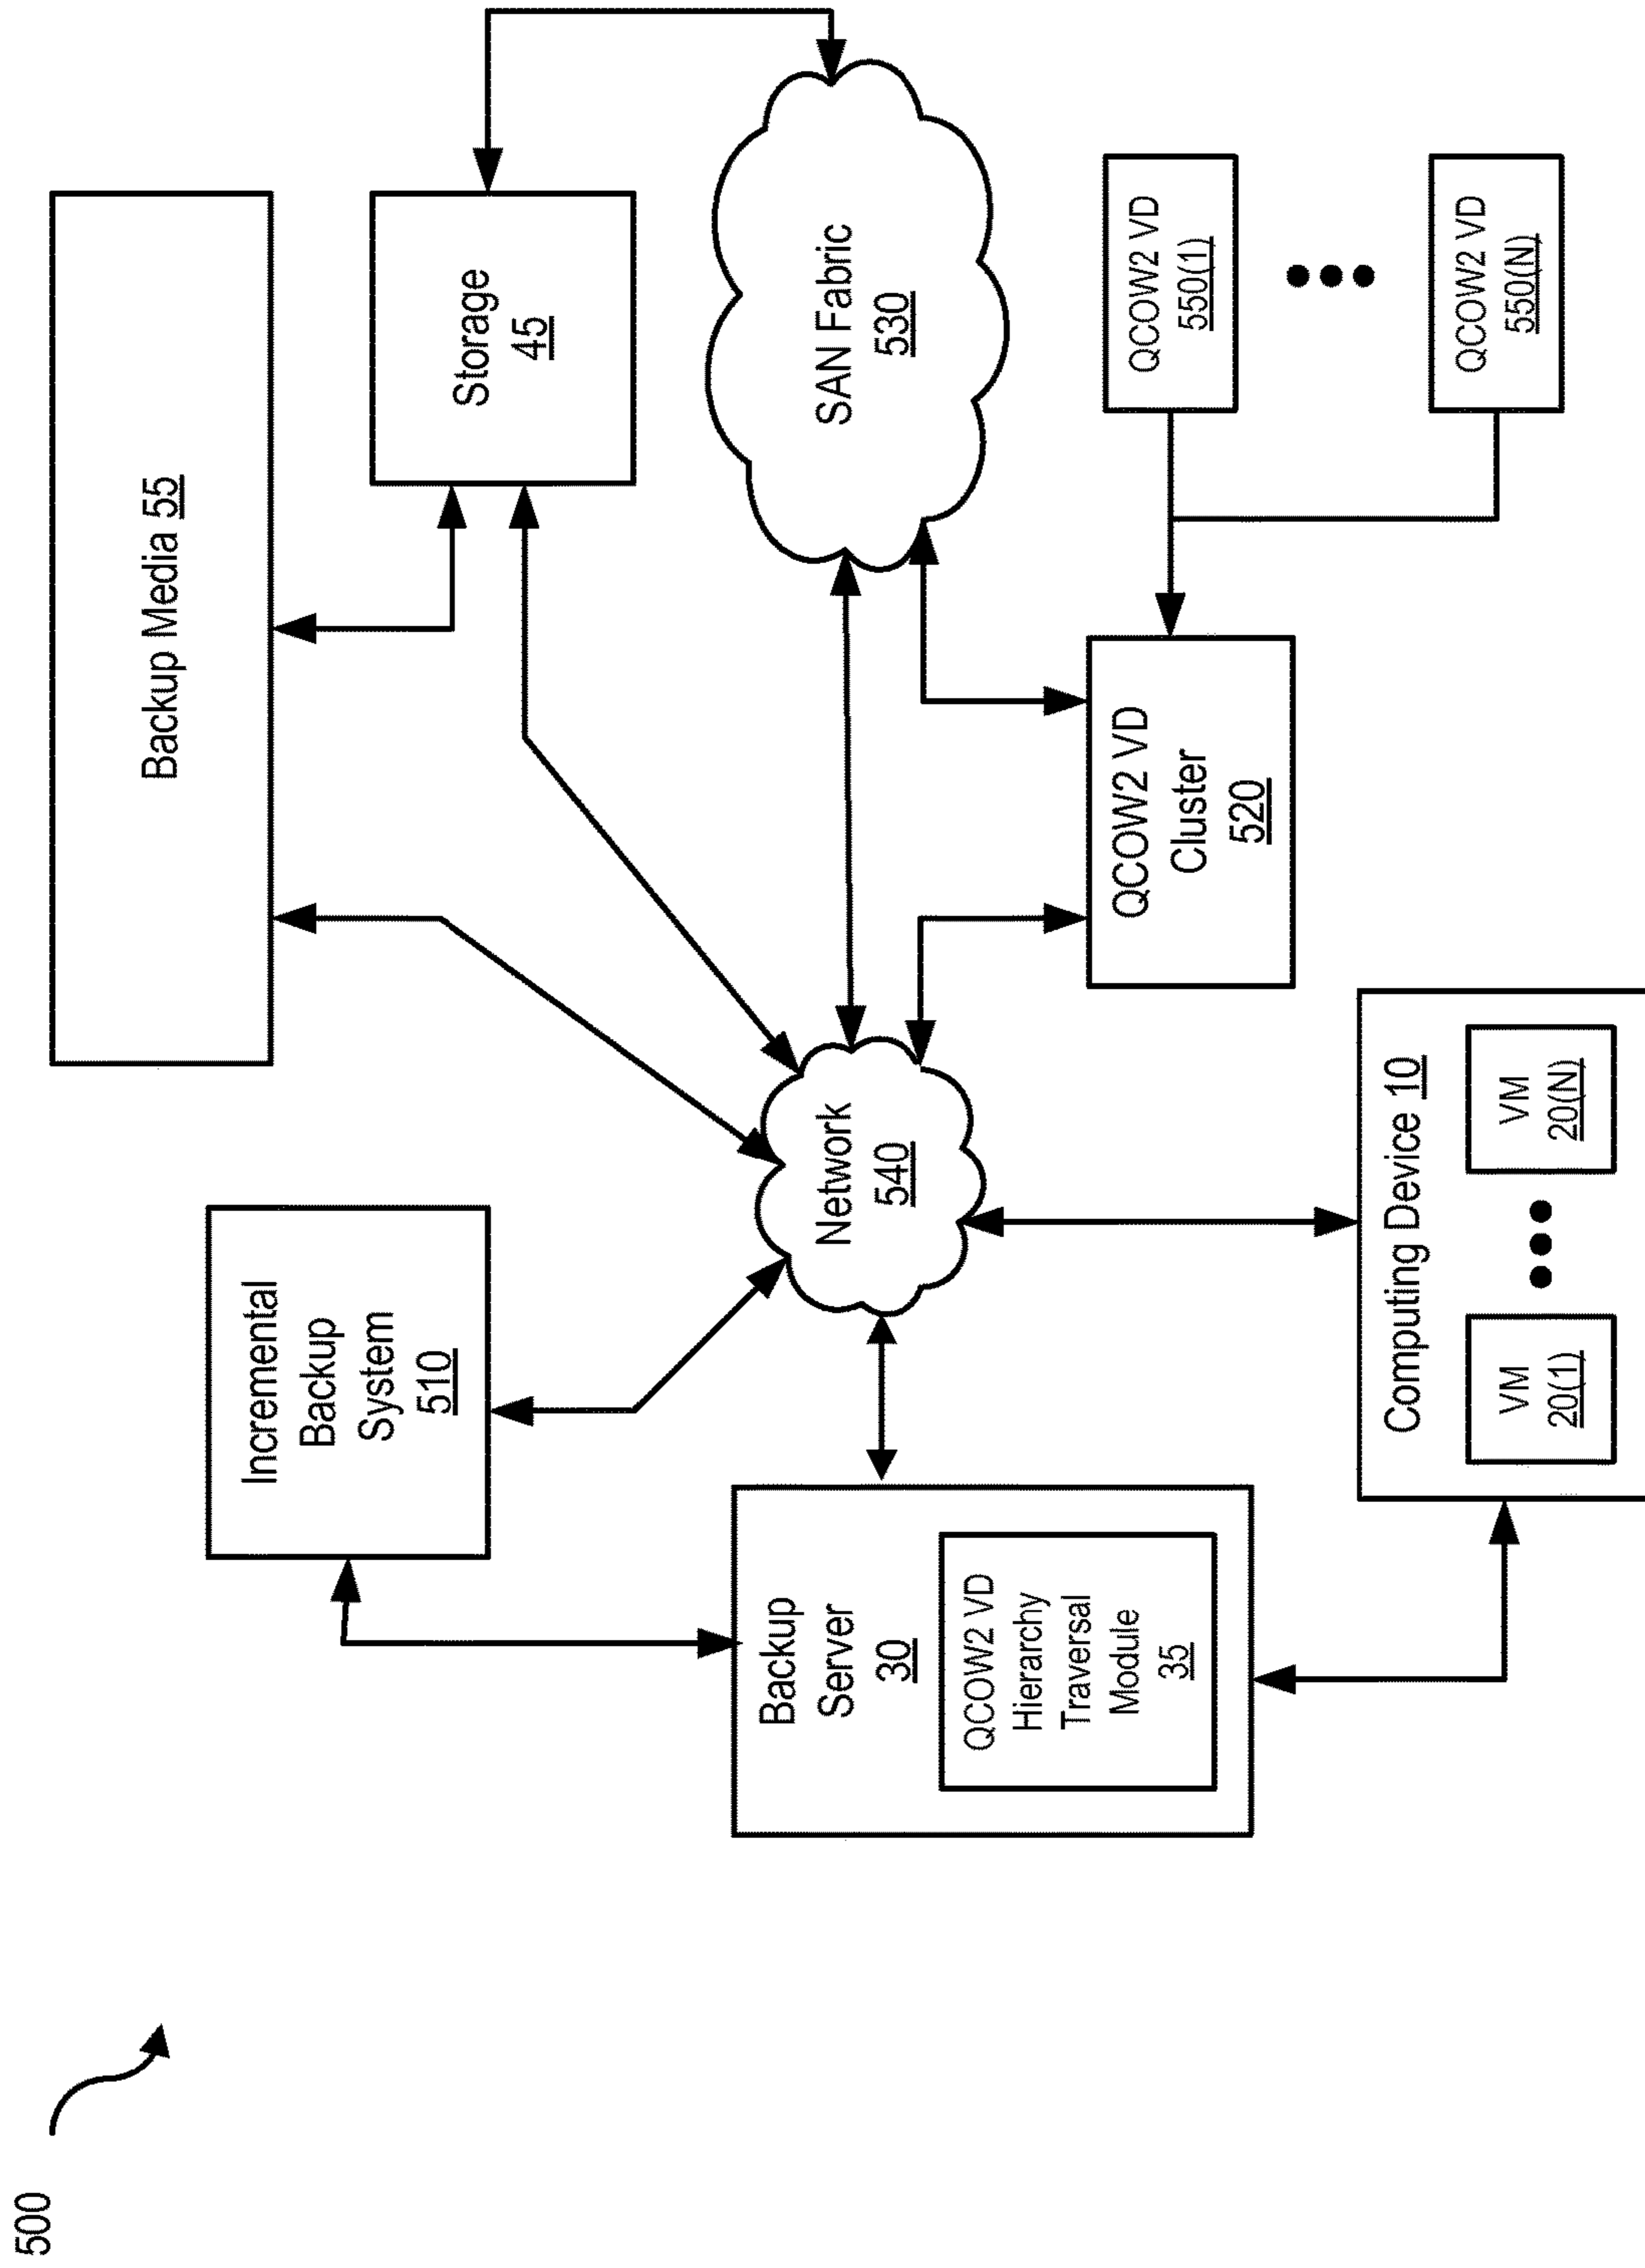 500
Backup Media 55
Incremental
Backup
System
510
Storage
45
Backup
Server
30
QCOW2 VD
Hierarchy
Traversal
Module
35
Network
540
SAN Fabric
530
QCOW2 VD
Cluster
520
QCOW2 VD
550(1)
QCOW2 VD
550(N)
Computing Device 10
VM
20(1)
VM
20(N)